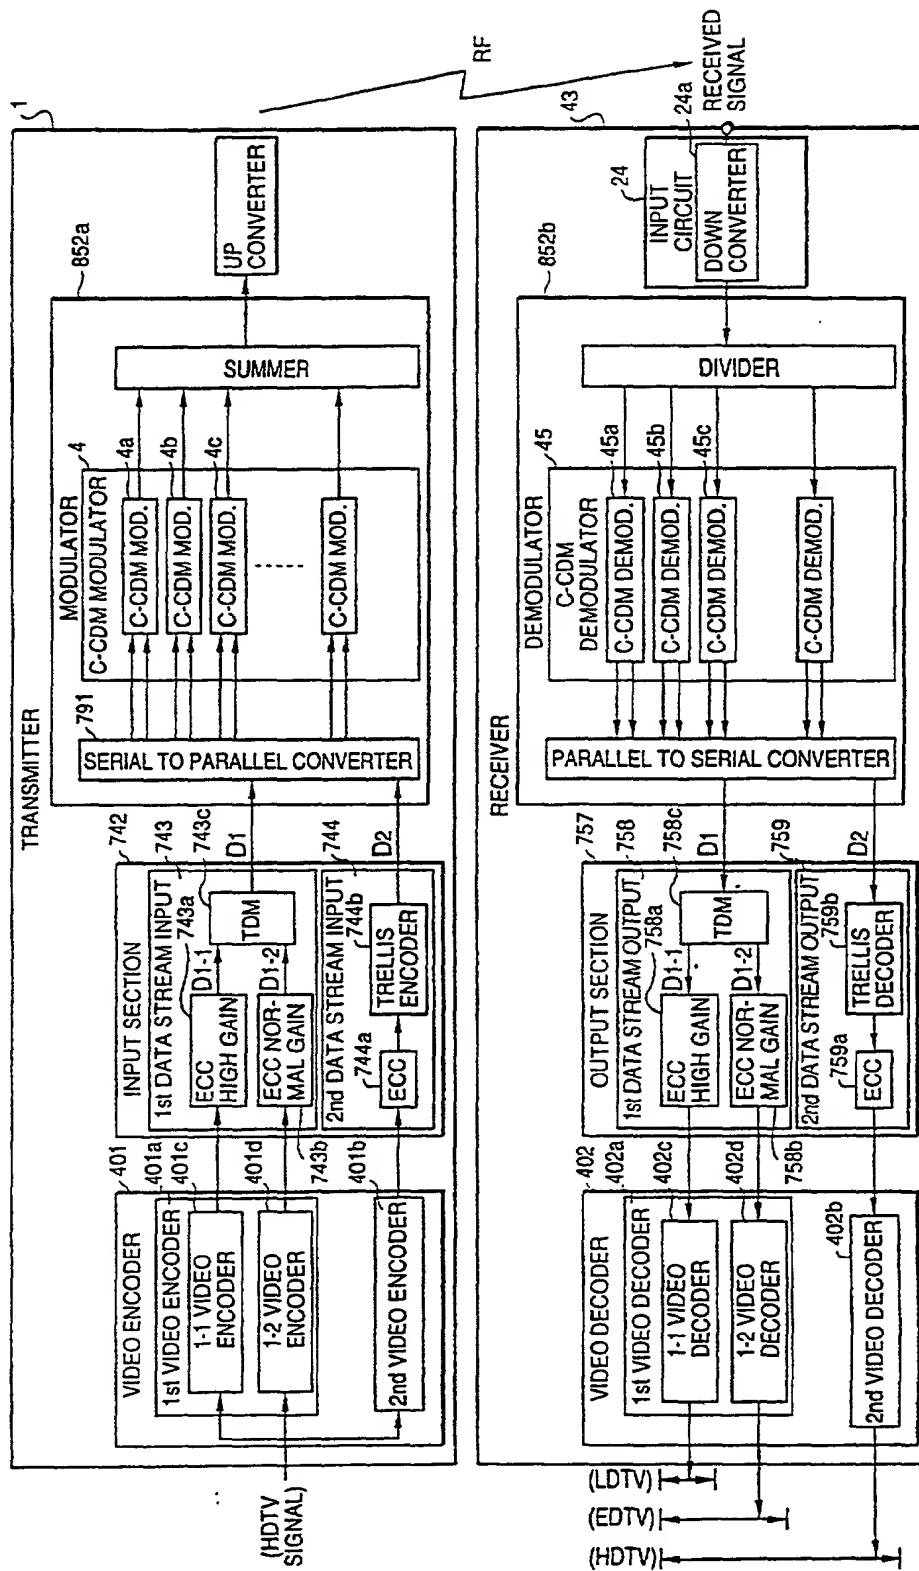 TRANSMITTER
1
VIDEO ENCODER
401
1st VIDEO ENCODER
401a
401c
1-1 VIDEO
ENCODER
401d
1-2 VIDEO
ENCODER
401b
2nd VIDEO ENCODER
(HDTV
SIGNAL)
INPUT SECTION
742
1st DATA STREAM INPUT
743
743a
743c
ECC
HIGH GAIN
D1-1
TDM
ECC NOR-
MAL GAIN
D1-2
743b
2nd DATA STREAM INPUT
744
744a
744b
ECC
TRELLIS
ENCODER
D1
D2
791
SERIAL TO PARALLEL CONVERTER
MODULATOR
C-CDM MODULATOR
4
C-CDM MOD.
4a
C-CDM MOD.
4b
C-CDM MOD.
4c
C-CDM MOD.
SUMMER
852a
UP
CONVERTER
RF
RECEIVED
SIGNAL
RECEIVER
43
24
INPUT
CIRCUIT
24a
DOWN
CONVERTER
852b
DIVIDER
DEMODULATOR
C-CDM
DEMODULATOR
45
45a
C-CDM DEMOD.
45b
C-CDM DEMOD.
45c
C-CDM DEMOD.
C-CDM DEMOD.
PARALLEL TO SERIAL CONVERTER
D1
D2
OUTPUT SECTION
757
1st DATA STREAM OUTPUT
758
758a
758c
ECC
HIGH GAIN
D1-1
TDM
ECC NOR-
MAL GAIN
D1-2
758b
2nd DATA STREAM OUTPUT
759
759a
759b
ECC
TRELLIS
DECODER
VIDEO DECODER
402
1st VIDEO DECODER
402a
402c
1-1 VIDEO
DECODER
402d
1-2 VIDEO
DECODER
402b
2nd VIDEO DECODER
(LDTV)
(EDTV)
(HDTV)